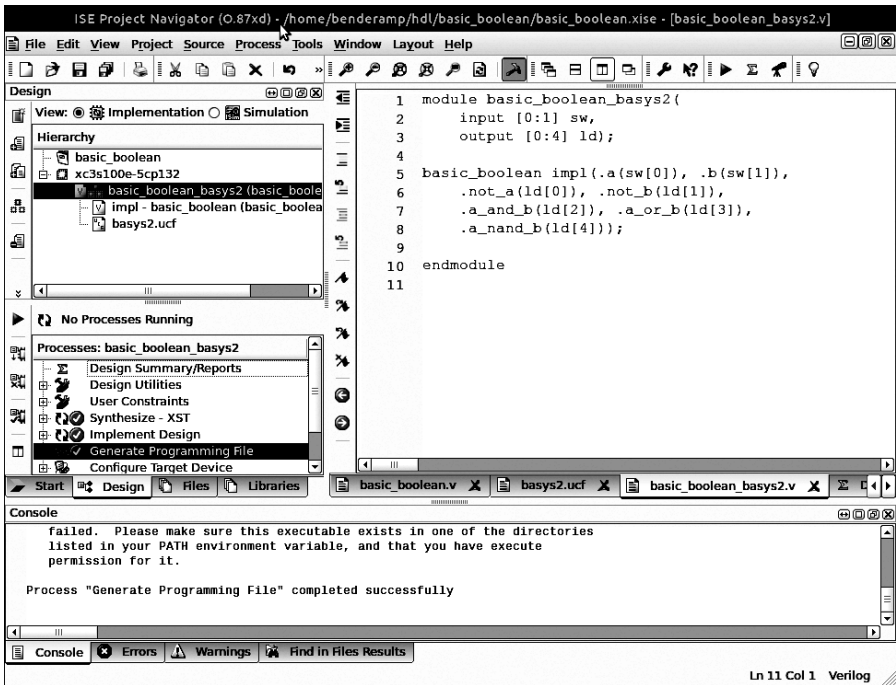 ISE Project Navigator (O.87xd) - /home/benderamp/hdl/basic_boolean/basic_boolean.xise - [basic_boolean_basys2.v]
File Edit View Project Source Process Tools Window Layout Help
Design
View: Implementation Simulation
Hierarchy
basic_boolean
xc3s100e-5cp132
basic_boolean_basys2 (basic_boole
impl - basic_boolean (basic_boolea
basys2.ucf
No Processes Running
Processes: basic_boolean_basys2
Design Summary/Reports
Design Utilities
User Constraints
Synthesize - XST
Implement Design
Generate Programming File
Configure Target Device
Start Design Files Libraries
1 module basic_boolean_basys2(
2 input [0:1] sw,
3 output [0:4] ld);
4
5 basic_boolean impl(.a(sw[0]), .b(sw[1]),
6 .not_a(ld[0]), .not_b(ld[1]),
7 .a_and_b(ld[2]), .a_or_b(ld[3]),
8 .a_nand_b(ld[4]));
9
10 endmodule
11
basic_boolean.v basys2.ucf basic_boolean_basys2.v Σ
Console
failed. Please make sure this executable exists in one of the directories
listed in your PATH environment variable, and that you have execute
permission for it.
Process "Generate Programming File" completed successfully
Console Errors Warnings Find in Files Results
Ln 11 Col 1 Verilog